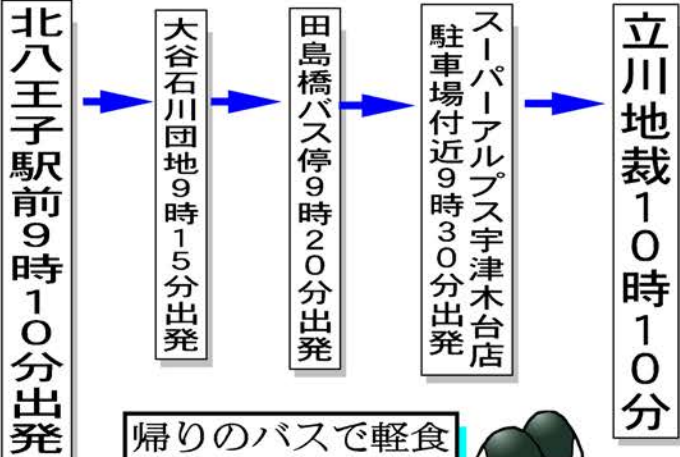 北八王子駅前9時10分出発
大谷石川団地9時15分出発
田島橋バス停9時20分出発
スーパーアルプス宇津木台店
駐車場付近9時30分出発
立川地裁10時10分
帰りのバスで軽食